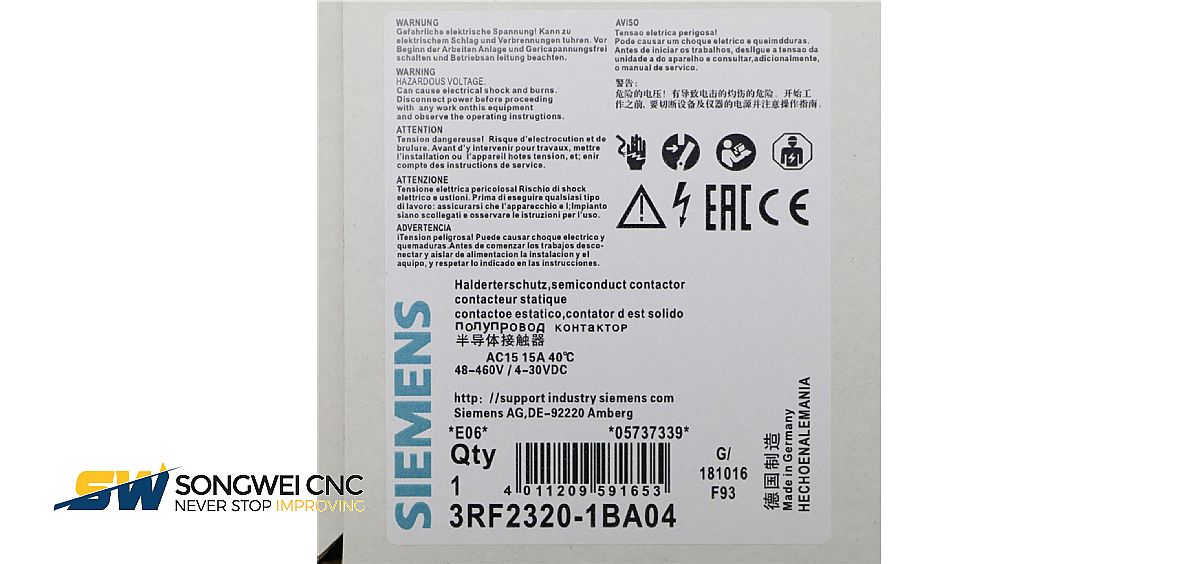 WARNUNG
Gefahrliche elektrische Spannung! Kann zu
elektrischem Schlag und Verbrennungen tuhren. Vor
Beginn der Arbeiten Anlage und Gericapannungsfrei
schalten und Betriebsan leitung beachten.
WARNING
HAZARDOUS VOLTAGE.
Can cause electrical shock and burns.
Disconnect power before proceeding
with any work onthis equipment
and observe the operating instrugtions.
ATTENTION
Tension dangereuse! Risque d'electrocution et de
brulure. Avant d'y intervenir pour travaux, mettre
l'installation ou l'appareil hotes tension, et; enir
compte des instructions de service.
ATTENZIONE
Tensione elettrica pericolosal Rischio di shock
elettrico e ustioni. Prima di eseguire qualsiasi tipo
di lavoro: assicurarsi che l'apparecchio e l;Impianto
siano scollegati e osservare le istruzioni per l'uso.
ADVERTENCIA
iTension peligrosa! Puede causar choque electrico y
quemaduras.Antes de comenzar los trabajos desco-
nectar y aislar de alimentacion la instalacion y el
aquipo, y respetar lo indicado en las instrucciones.
AVISO
Tensao eletrica perigosa!
Pode causar um choque eletrico e queimdduras.
Antes de iniciar os trabalhos, desllgue a tensao da
unidade a do aparelho e consultar,adicionalmente,
o manual de servico.
警告:
危险的电压! 有导致电击的灼伤的危险。开始工
作之前, 要切断设备及仪器的电源并注意操作指南.
EAC CE
Halderterschutz,semiconduct contactor
contacteur statique
contactoe estatico,contator d est solido
полупровод контактор
半导体接触器
AC15 15A 40℃
48-460V / 4-30VDC
http: //support industry siemens com
Siemens AG,DE-92220 Amberg
*E06* *05737339*
Qty
1
4 011209 591653
3RF2320-1BA04
G/
181016
F93
德国制造
Made in Germany
HECHOENALEMANIA
SIEMENS
SW SONGWEI CNC
NEVER STOP IMPROVING